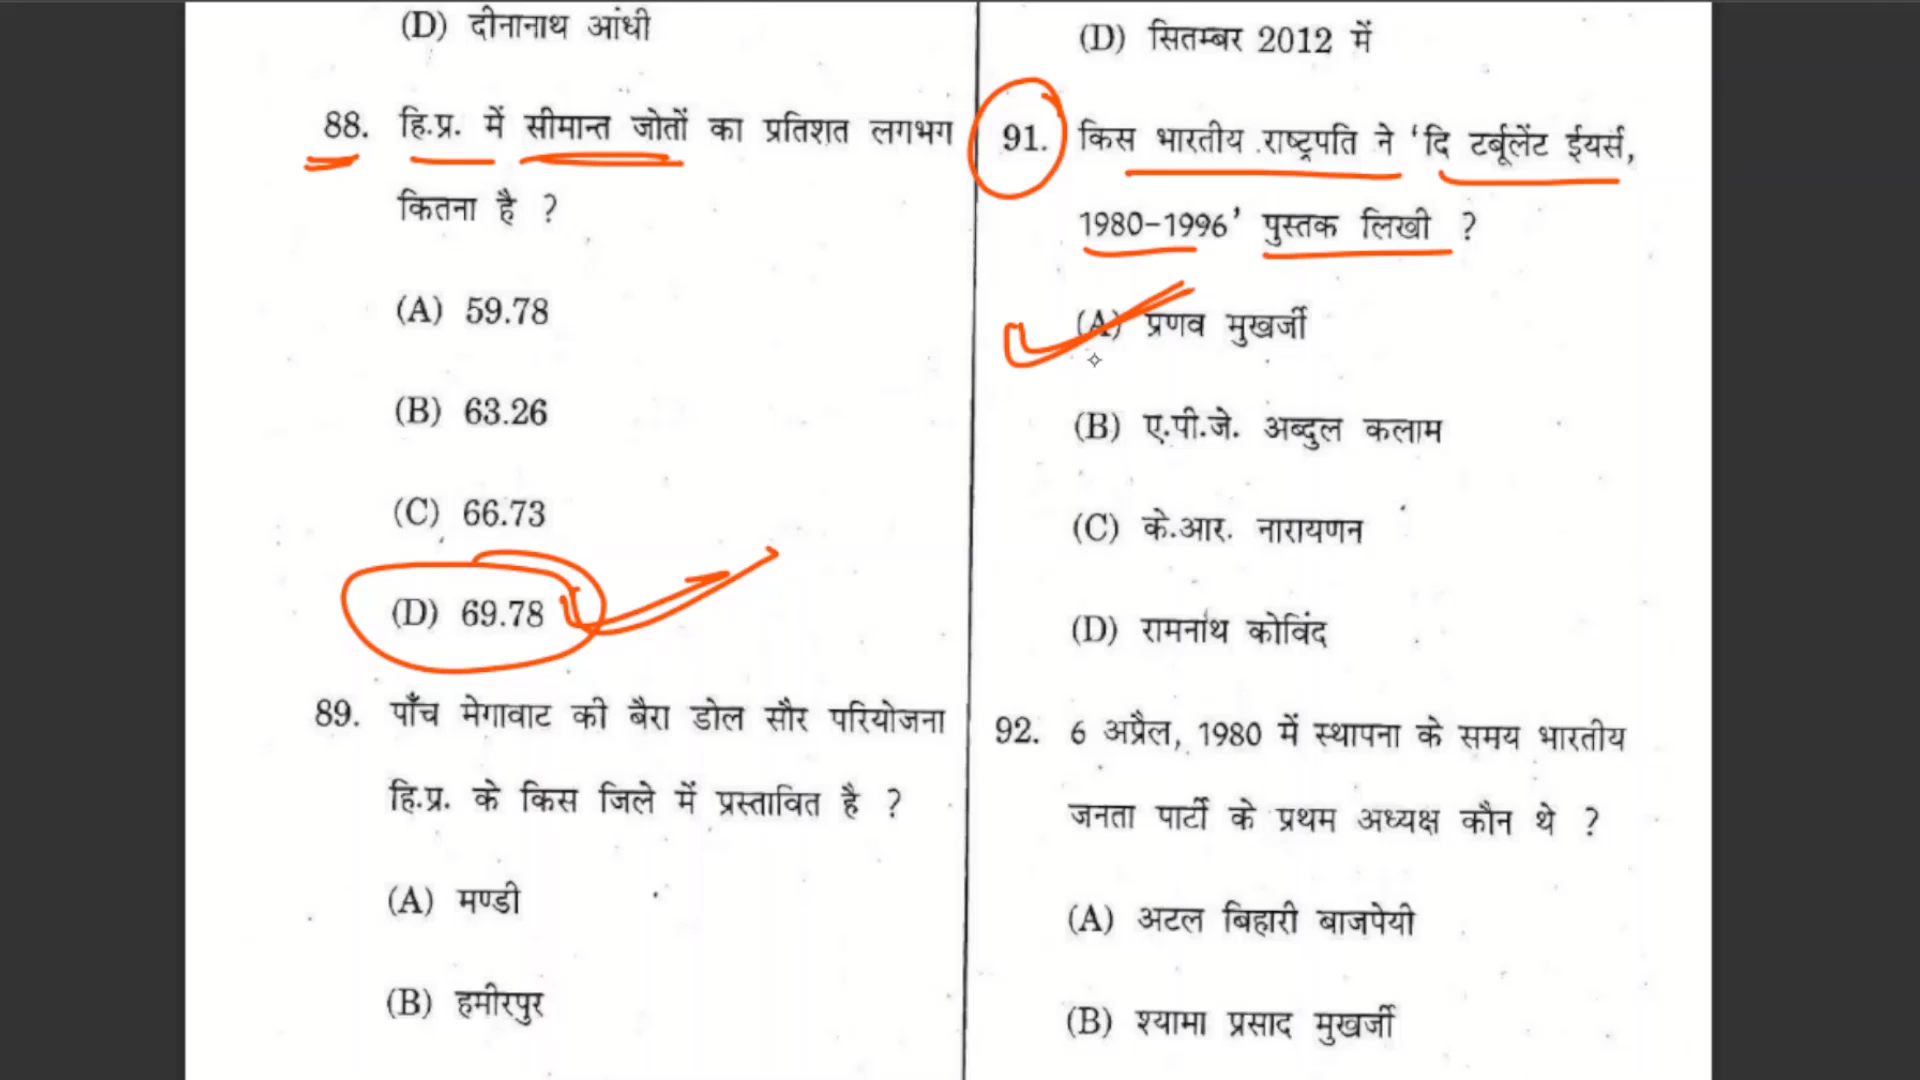 (D) दीनानाथ आंधी
88. हि.प्र. में सीमान्त जोतों का प्रतिशत लगभग
कितना है ?
(A) 59.78
(B) 63.26
(C) 66.73
(D) 69.78
89. पाँच मेगावाट की बैरा डोल सौर परियोजना
हि.प्र. के किस जिले में प्रस्तावित है ?
(A) मण्डी
(B) हमीरपुर
(D) सितम्बर 2012 में
91. किस भारतीय राष्ट्रपति ने ‘दि टर्बूलेंट ईयर्स,
1980–1996’ पुस्तक लिखी ?
(A) प्रणव मुखर्जी
(B) ए.पी.जे. अब्दुल कलाम
(C) के.आर. नारायणन
(D) रामनाथ कोविंद
92. 6 अप्रैल, 1980 में स्थापना के समय भारतीय
जनता पार्टी के प्रथम अध्यक्ष कौन थे ?
(A) अटल बिहारी बाजपेयी
(B) श्यामा प्रसाद मुखर्जी